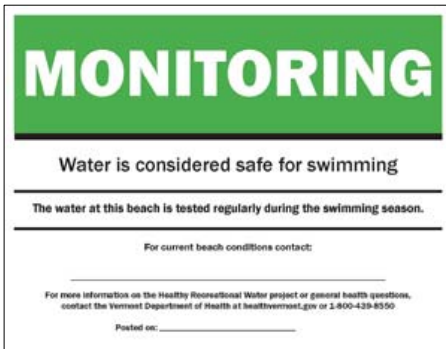 MONITORING
Water is considered safe for swimming
The water at this beach is tested regularly during the swimming season.
For current beach conditions contact:
For more information on the Healthy Recreational Water project or general health questions,
contact the Vermont Department of Health at healthvermont.gov or 1-800-439-8550
Posted on: